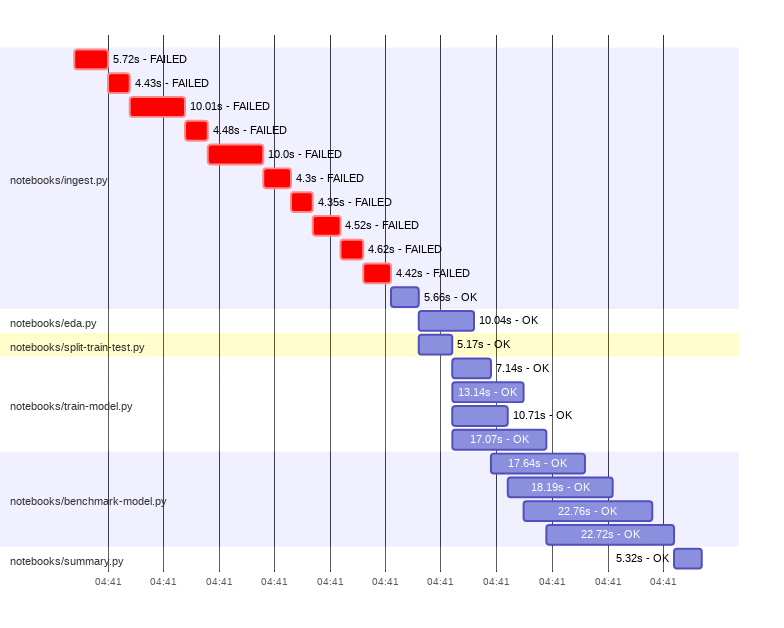 5.72s - FAILED
4.43s - FAILED
10.01s - FAILED
4.48s - FAILED
10.0s - FAILED
notebooks/ingest.py
4.3s - FAILED
4.35s - FAILED
4.52s - FAILED
4.62s - FAILED
4.42s - FAILED
5.66s - OK
notebooks/eda.py
10.04s - OK
notebooks/split-train-test.py
5.17s - OK
7.14s - OK
13.14s - OK
notebooks/train-model.py
10.71s - OK
17.07s - OK
17.64s - OK
18.19s - OK
notebooks/benchmark-model.py
22.76s - OK
22.72s - OK
notebooks/summary.py
5.32s - OK
04:41 04:41 04:41 04:41 04:41 04:41 04:41 04:41 04:41 04:41 04:41